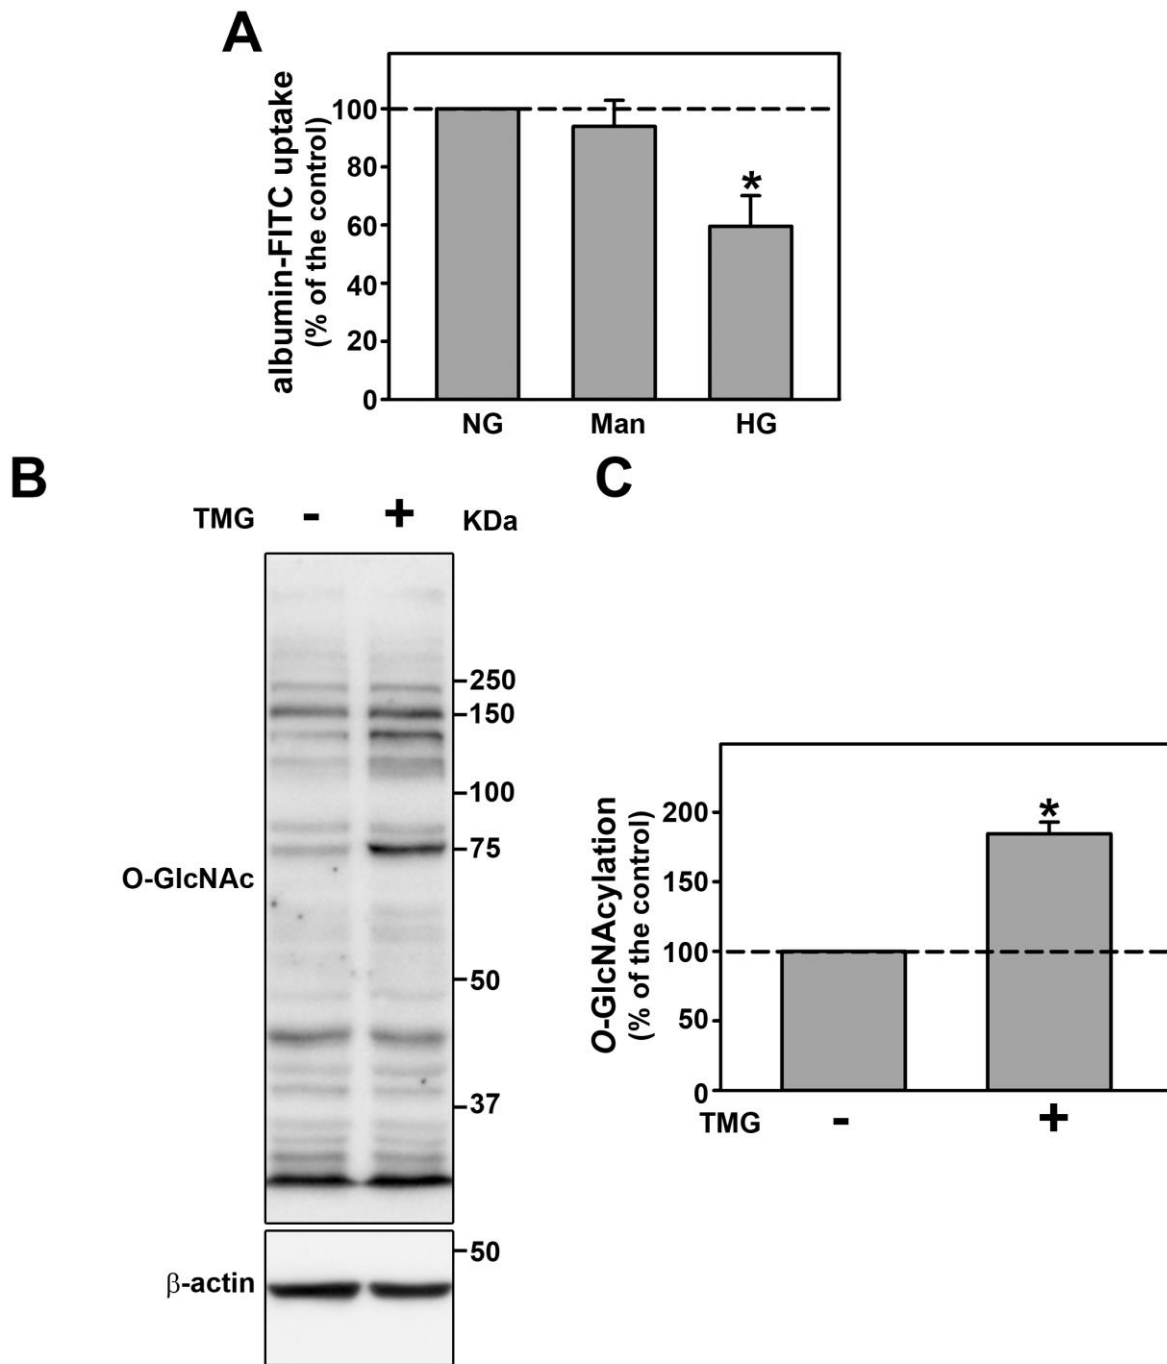 A
albumin-FITC uptake
(% of the control)
100
80
60
40
20
0
*
NG Man HG
B
TMG - + KDa
250
150
100
75
50
37
O-GlcNAc
50
β-actin
C
O-GlcNAcylation
(% of the control)
200
150
100
50
0
*
TMG - +